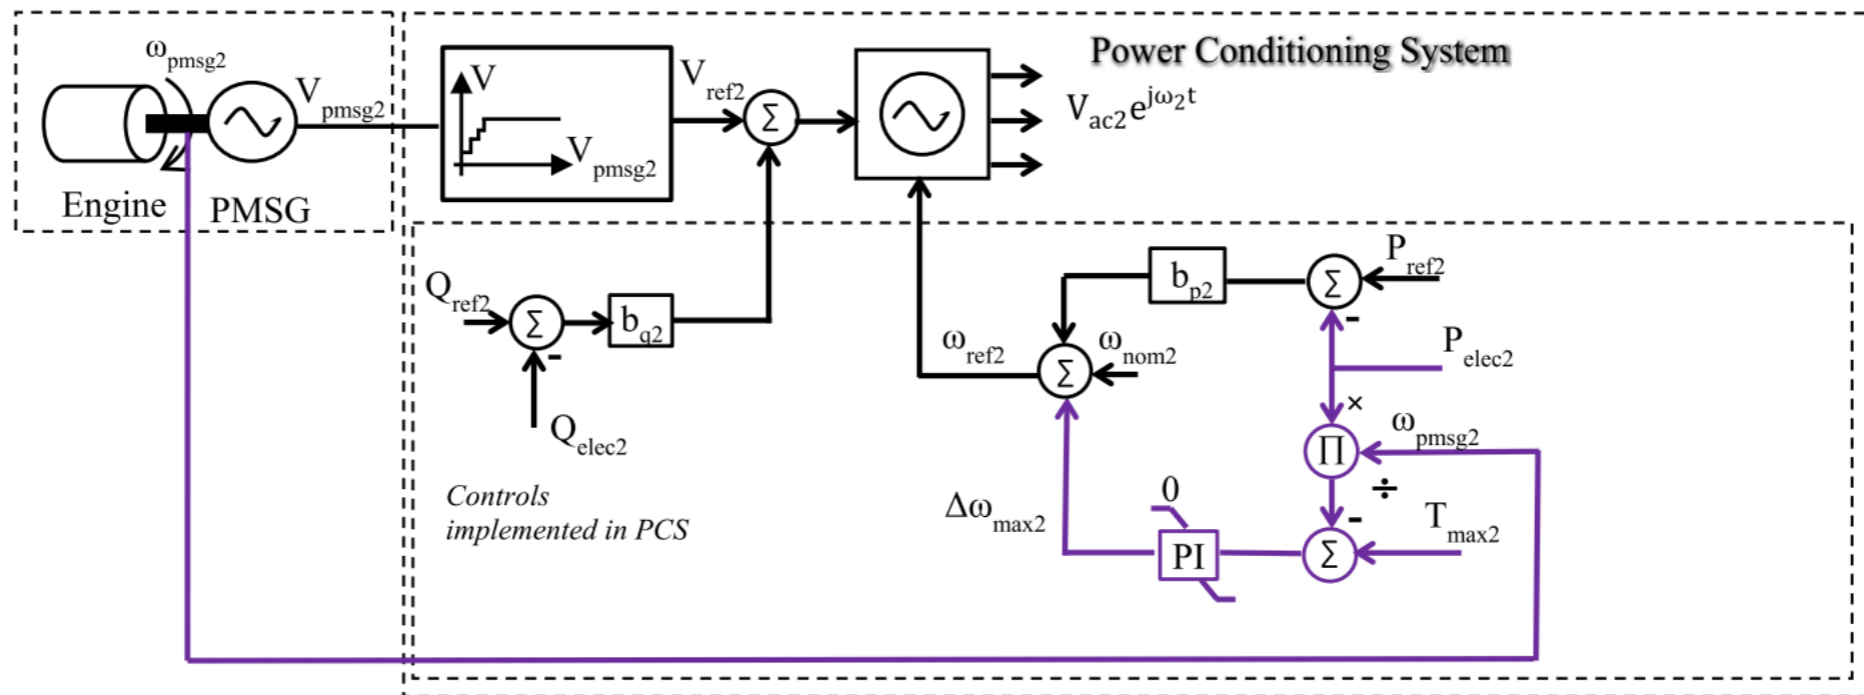 Power Conditioning System
ω pmsg2
V pmsg2
Engine
PMSG
V
V pmsg2
V ref2
Σ
V ac2 e jω₂t
Q ref2
Σ
-
b q2
Q elec2
Controls
implemented in PCS
ω ref2
Σ
ω nom2
b p2
Σ
P ref2
-
P elec2
×
Π
ω pmsg2
÷
-
Σ
T max2
0
PI
Δω max2